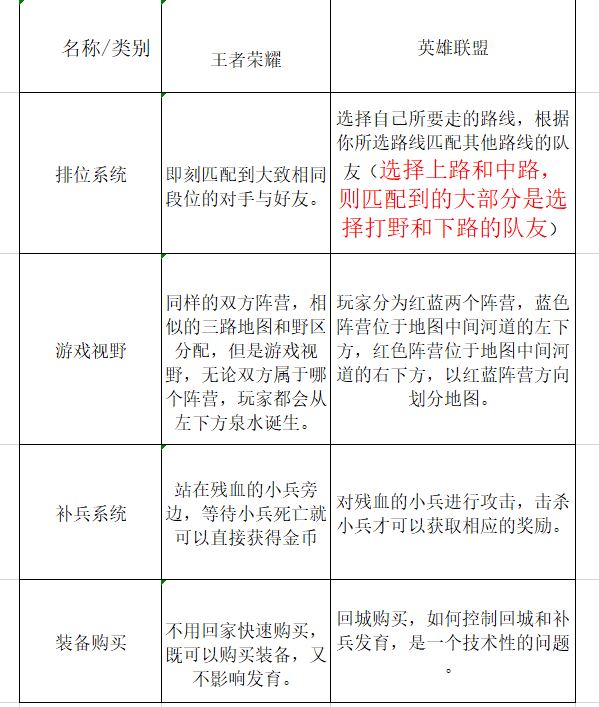 名称/类别
王者荣耀
英雄联盟
排位系统
即刻匹配到大致相同
段位的对手与好友。
选择自己所要走的路线，根据
你所选路线匹配其他路线的队
友（选择上路和中路，
则匹配到的大部分是选
择打野和下路的队友）
游戏视野
同样的双方阵营，相
似的三路地图和野区
分配，但是游戏视
野，无论双方属于哪
个阵营，玩家都会从
左下方泉水诞生。
玩家分为红蓝两个阵营，蓝色
阵营位于地图中间河道的左下
方，红色阵营位于地图中间河
道的右下方，以红蓝阵营方向
划分地图。
补兵系统
站在残血的小兵旁
边，等待小兵死亡就
可以直接获得金币
对残血的小兵进行攻击，击杀
小兵才可以获取相应的奖励。
装备购买
不用回家快速购买，
既可以购买装备，又
不影响发育。
回城购买，如何控制回城和补
兵发育，是一个技术性的问题
。